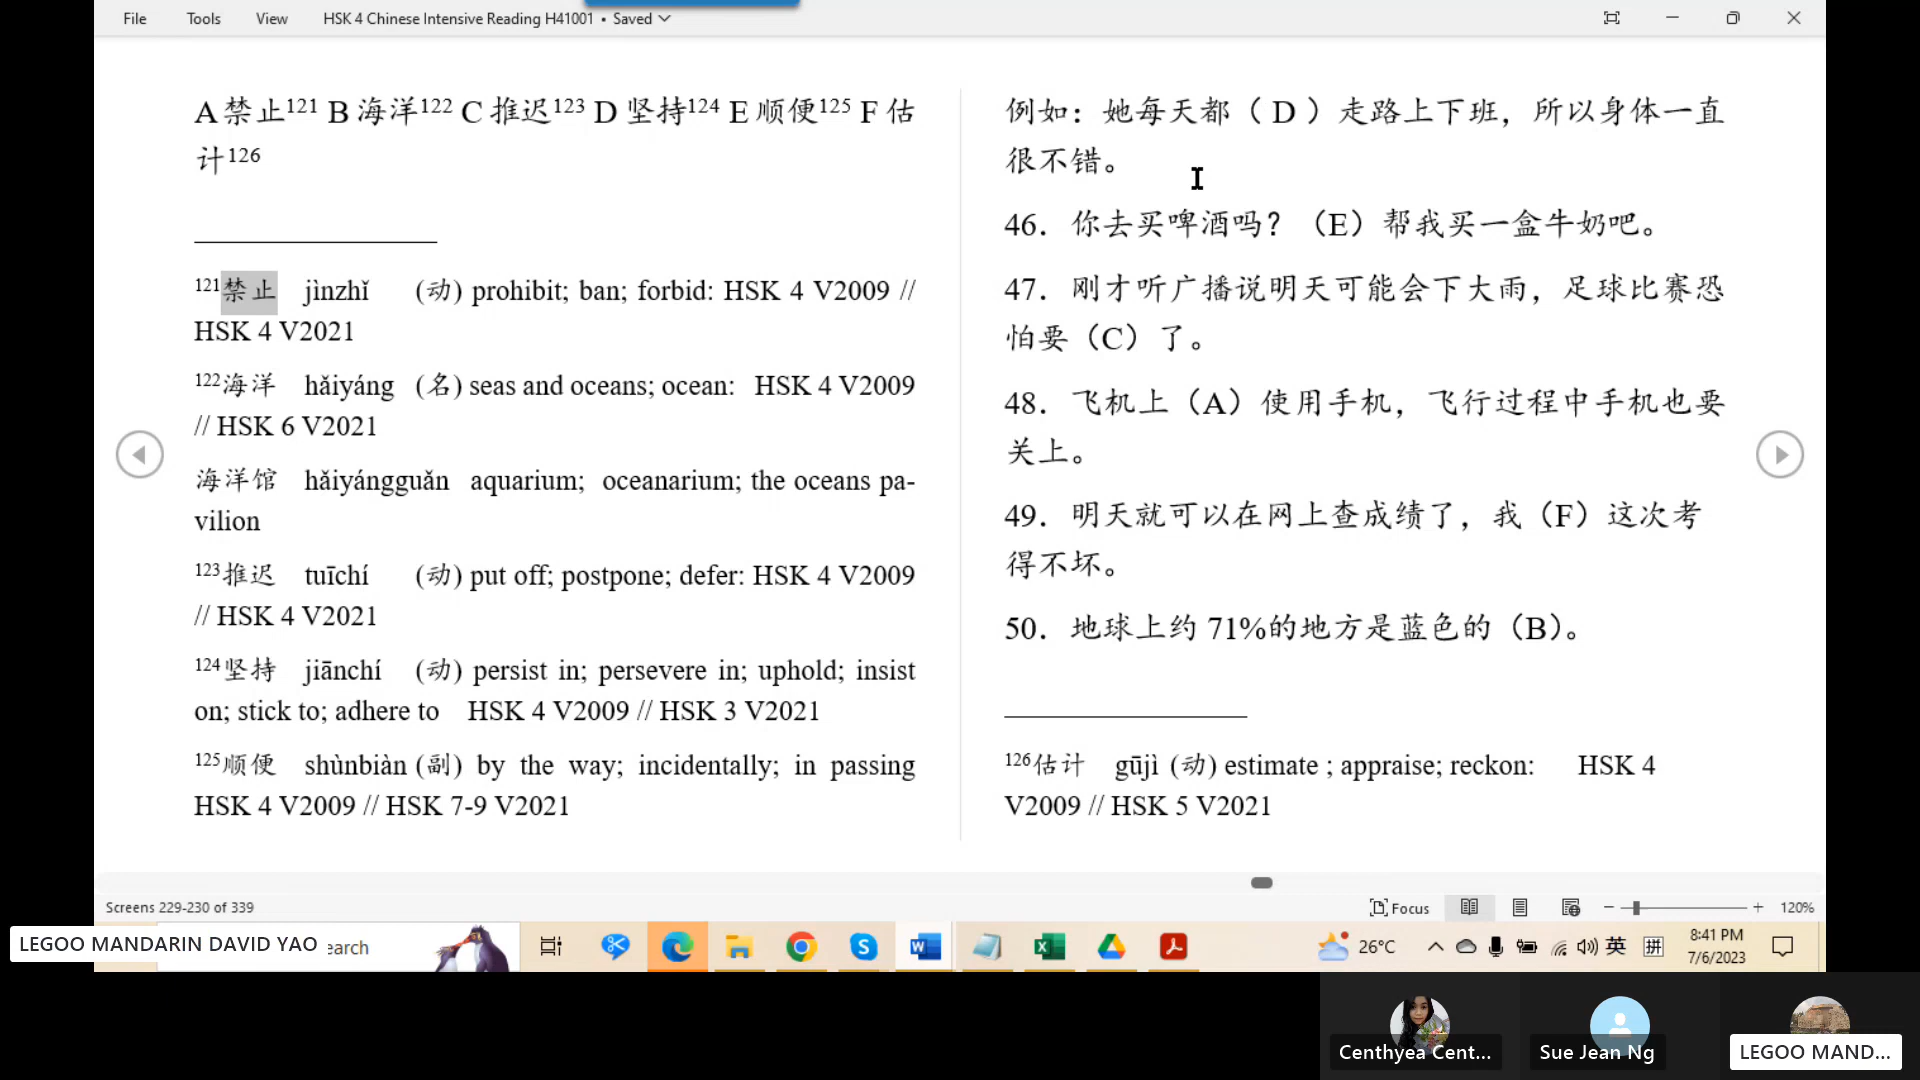 File Tools View HSK 4 Chinese Intensive Reading H41001 • Saved
A 禁止121 B 海洋122 C 推迟123 D 坚持124 E 顺便125 F 估
计126
121禁止 jìnzhǐ (动) prohibit; ban; forbid: HSK 4 V2009 //
HSK 4 V2021
122海洋 hǎiyáng (名) seas and oceans; ocean: HSK 4 V2009
// HSK 6 V2021
海洋馆 hǎiyángguǎn aquarium; oceanarium; the oceans pa-
vilion
123推迟 tuīchí (动) put off; postpone; defer: HSK 4 V2009
// HSK 4 V2021
124坚持 jiānchí (动) persist in; persevere in; uphold; insist
on; stick to; adhere to HSK 4 V2009 // HSK 3 V2021
125顺便 shùnbiàn (副) by the way; incidentally; in passing
HSK 4 V2009 // HSK 7-9 V2021
例如：她每天都（ D ）走路上下班，所以身体一直
很不错。
46．你去买啤酒吗？（E）帮我买一盒牛奶吧。
47．刚才听广播说明天可能会下大雨，足球比赛恐
怕要（C）了。
48．飞机上（A）使用手机，飞行过程中手机也要
关上。
49．明天就可以在网上查成绩了，我（F）这次考
得不坏。
50．地球上约 71%的地方是蓝色的（B）。
126估计 gūjì (动) estimate ; appraise; reckon: HSK 4
V2009 // HSK 5 V2021
Screens 229-230 of 339
Focus
120%
LEGOO MANDARIN DAVID YAO
earch
26°C
英
拼
8:41 PM
7/6/2023
Centhyea Cent...
Sue Jean Ng
LEGOO MAND...